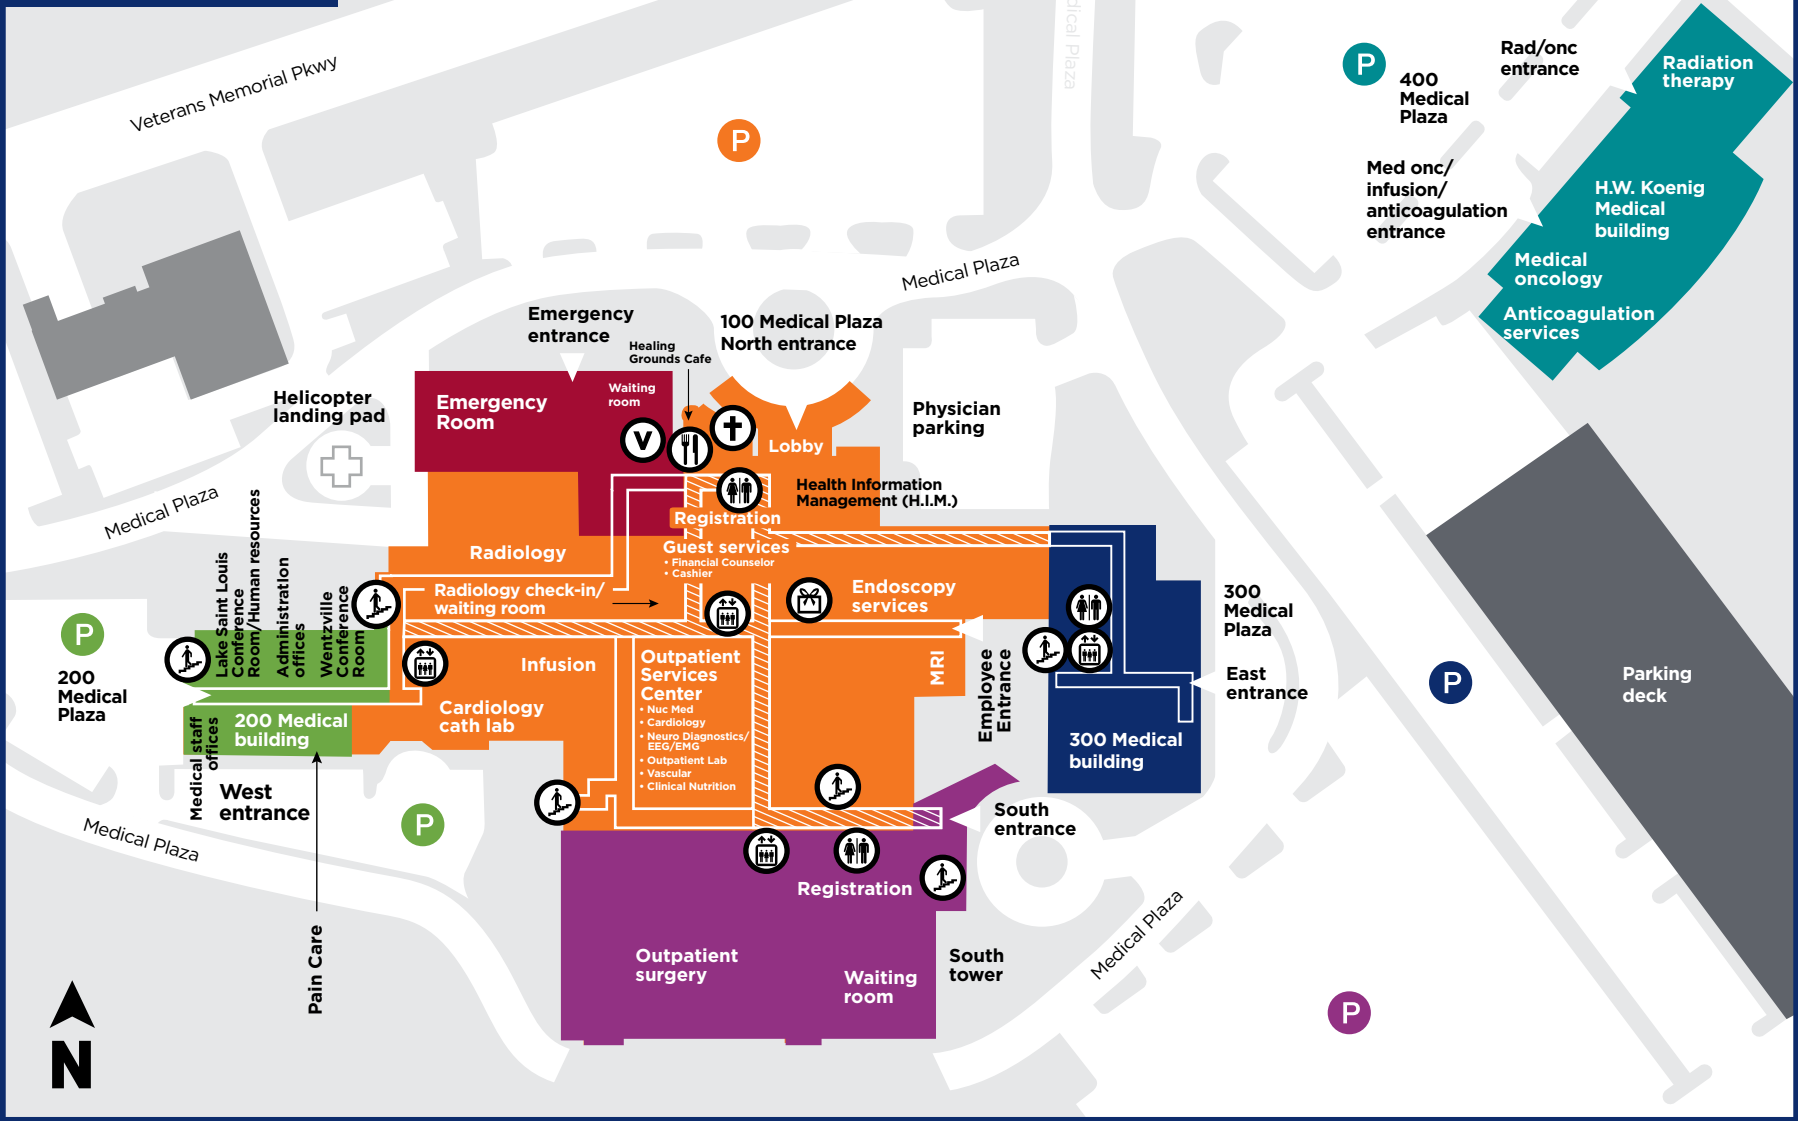 Veterans Memorial Pkwy
P
dical Plaza
P
400
Medical
Plaza
Rad/onc
entrance
Radiation
therapy
Med onc/
infusion/
anticoagulation
entrance
H.W. Koenig
Medical
building
Medical
oncology
Anticoagulation
services
Medical Plaza
Emergency
entrance
Healing
Grounds Cafe
100 Medical Plaza
North entrance
Helicopter
landing pad
Emergency
Room
Waiting
room
V
Lobby
Physician
parking
Health Information
Management (H.I.M.)
Medical Plaza
Registration
Guest services
• Financial Counselor
• Cashier
Radiology
Radiology check-in/
waiting room
Endoscopy
services
Lake Saint Louis
Conference
Room/Human resources
Administration
offices
Wentzville
Conference
Room
P
200
Medical
Plaza
Infusion
Outpatient
Services
Center
• Nuc Med
• Cardiology
• Neuro Diagnostics/
EEG/EMG
• Outpatient Lab
• Vascular
• Clinical Nutrition
MRI
Employee
Entrance
300
Medical
Plaza
East
entrance
P
Parking
deck
Cardiology
cath lab
200 Medical
building
Medical staff
offices
300 Medical
building
West
entrance
P
Medical Plaza
South
entrance
Registration
Pain Care
Outpatient
surgery
Waiting
room
South
tower
Medical Plaza
P
N